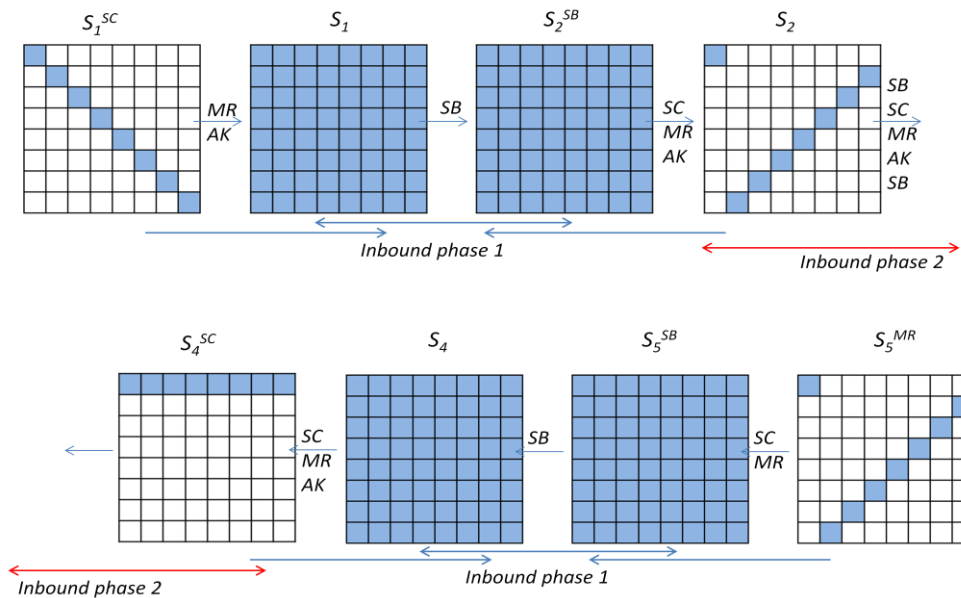 S₁ˢᶜ S₁ S₂ˢᴮ S₂
MR
AK
SB
SC
MR
AK
SB
SC
MR
AK
SB
Inbound phase 1
Inbound phase 2
S₄ˢᶜ S₄ S₅ˢᴮ S₅ᴹᴿ
SC
MR
AK
SB
SC
MR
Inbound phase 1
Inbound phase 2